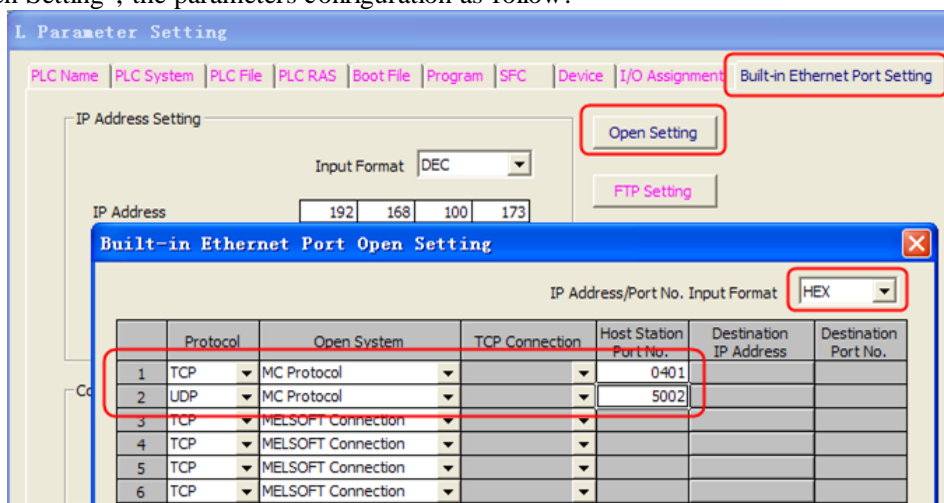 Setting", the parameters configuration as follow:
L Parameter Setting
PLC Name PLC System PLC File PLC RAS Boot File Program SFC Device I/O Assignment Built-in Ethernet Port Setting
IP Address Setting
Open Setting
Input Format DEC
FTP Setting
IP Address 192 168 100 173
Built-in Ethernet Port Open Setting
IP Address/Port No. Input Format HEX
Protocol Open System TCP Connection Host Station Port No. Destination IP Address Destination Port No.
1 TCP MC Protocol 0401
2 UDP MC Protocol 5002
3 TCP MELSOFT Connection
4 TCP MELSOFT Connection
5 TCP MELSOFT Connection
6 TCP MELSOFT Connection